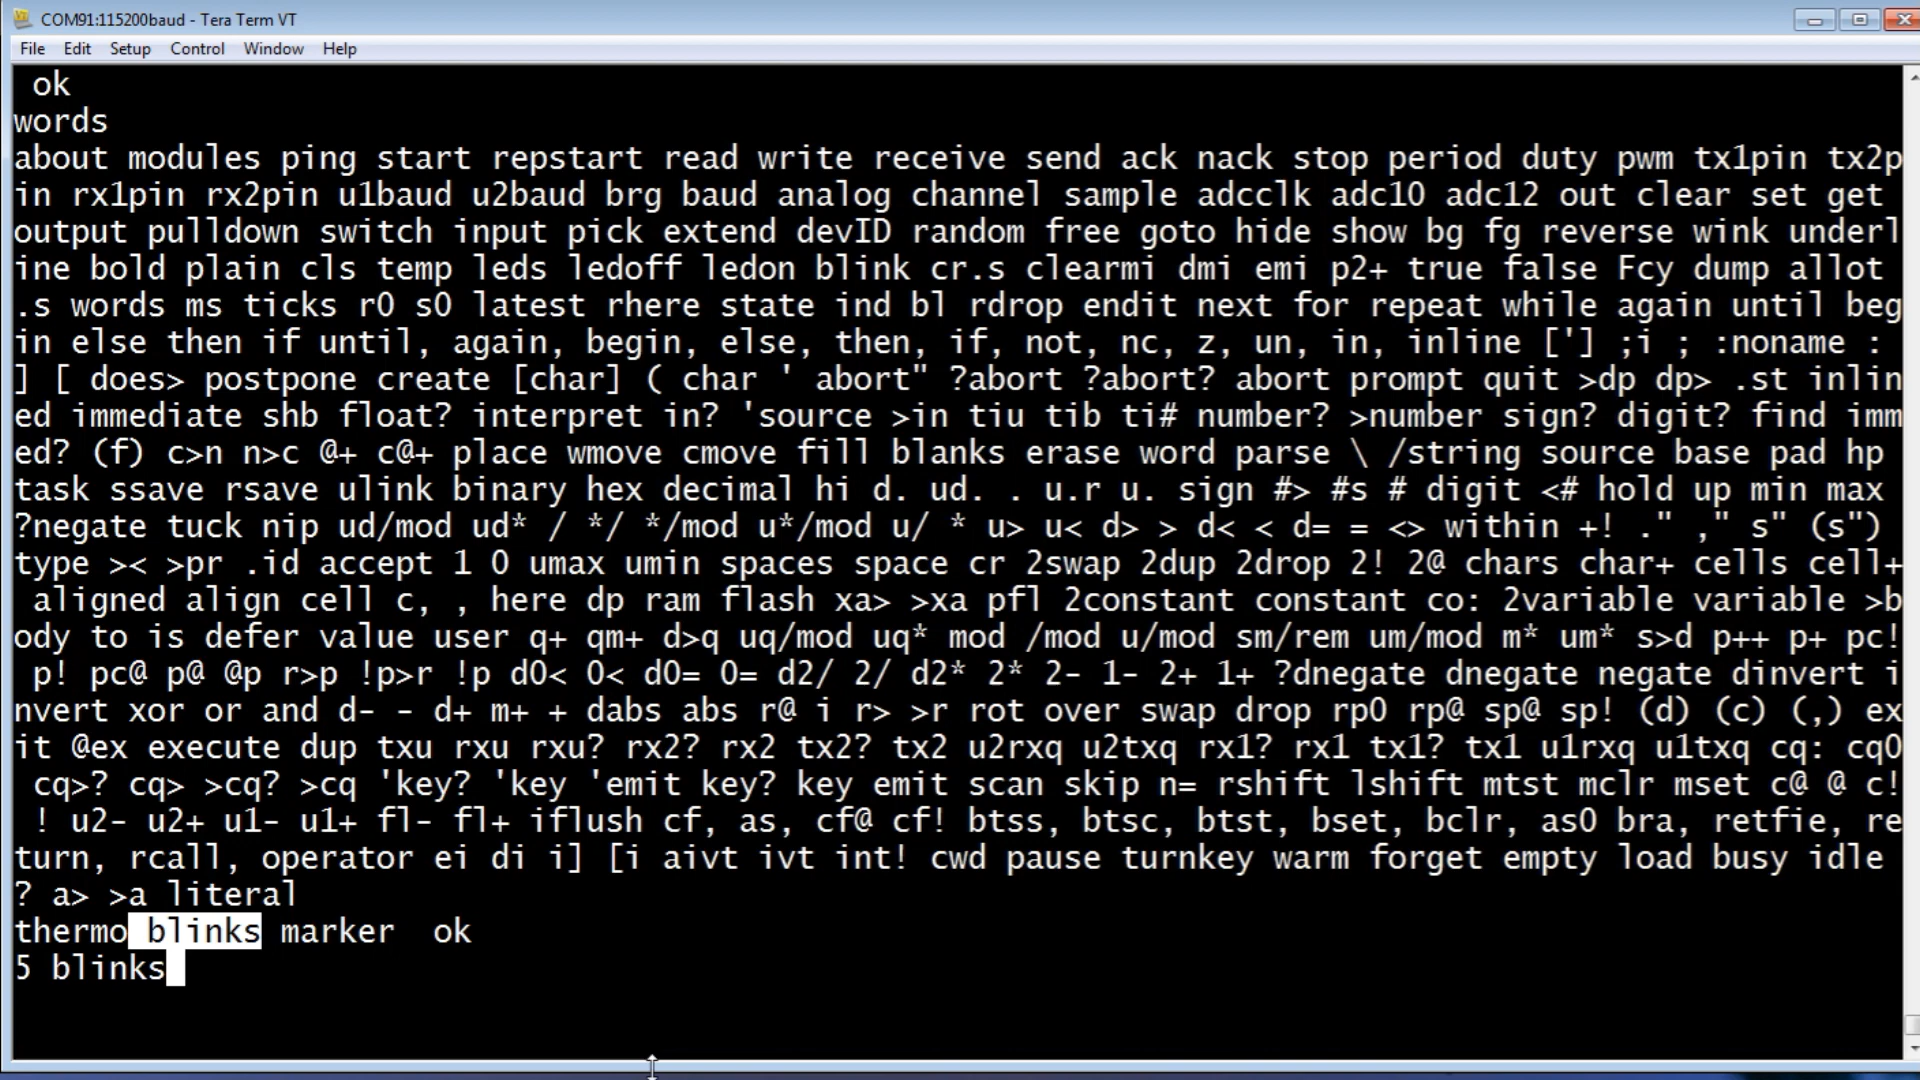 COM91:115200baud - Tera Term VT
File Edit Setup Control Window Help
ok
words
about modules ping start repstart read write receive send ack nack stop period duty pwm tx1pin tx2p
in rx1pin rx2pin u1baud u2baud brg baud analog channel sample adcclk adc10 adc12 out clear set get
output pulldown switch input pick extend devID random free goto hide show bg fg reverse wink underl
ine bold plain cls temp leds ledoff ledon blink cr.s clearmi dmi emi p2+ true false Fcy dump allot
.s words ms ticks r0 s0 latest rhere state ind bl rdrop endit next for repeat while again until beg
in else then if until, again, begin, else, then, if, not, nc, z, un, in, inline ['] ;i ; :noname :
] [ does> postpone create [char] ( char ' abort" ?abort ?abort? abort prompt quit >dp dp> .st inlin
ed immediate shb float? interpret in? 'source >in tiu tib ti# number? >number sign? digit? find imm
ed? (f) c>n n>c @+ c@+ place wmove cmove fill blanks erase word parse \ /string source base pad hp
task ssave rsave ulink binary hex decimal hi d. ud. . u.r u. sign #> #s # digit <# hold up min max
?negate tuck nip ud/mod ud* / */ */mod u*/mod u/ * u> u< d> > d< < d= = <> within +! ." ," s" (s")
type >< >pr .id accept 1 0 umax umin spaces space cr 2swap 2dup 2drop 2! 2@ chars char+ cells cell+
aligned align cell c, , here dp ram flash xa> >xa pfl 2constant constant co: 2variable variable >b
ody to is defer value user q+ qm+ d>q uq/mod uq* mod /mod u/mod sm/rem um/mod m* um* s>d p++ p+ pc!
p! pc@ p@ @p r>p !p>r !p d0< 0< d0= 0= d2/ 2/ d2* 2* 2- 1- 2+ 1+ ?dnegate dnegate negate dinvert i
nvert xor or and d- - d+ m+ + dabs abs r@ i r> >r rot over swap drop rp0 rp@ sp@ sp! (d) (c) (,) ex
it @ex execute dup txu rxu rxu? rx2? rx2 tx2? tx2 u2rxq u2txq rx1? rx1 tx1? tx1 u1rxq u1txq cq: cq0
cq>? cq> >cq? >cq 'key? 'key 'emit key? key emit scan skip n= rshift lshift mtst mclr mset c@ @ c!
! u2- u2+ u1- u1+ fl- fl+ iflush cf, as, cf@ cf! btss, btsc, btst, bset, bclr, as0 bra, retfie, re
turn, rcall, operator ei di i] [i aivt ivt int! cwd pause turnkey warm forget empty load busy idle
? a> >a literal
thermo blinks marker  ok
5 blinks